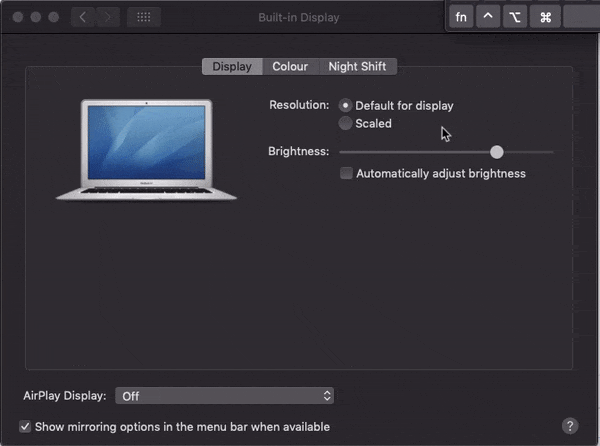 Built-in Display
fn ^ ⌥ ⌘
Display Colour Night Shift
Resolution: Default for display
Scaled
Brightness:
Automatically adjust brightness
AirPlay Display: Off
Show mirroring options in the menu bar when available
?